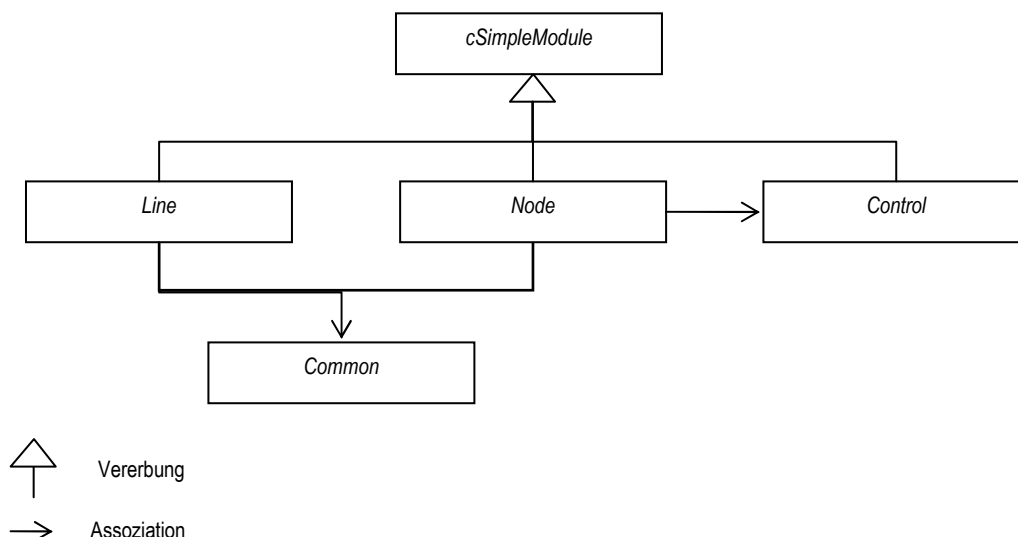 cSimpleModule
Line
Node
Control
Common
Vererbung
Assoziation